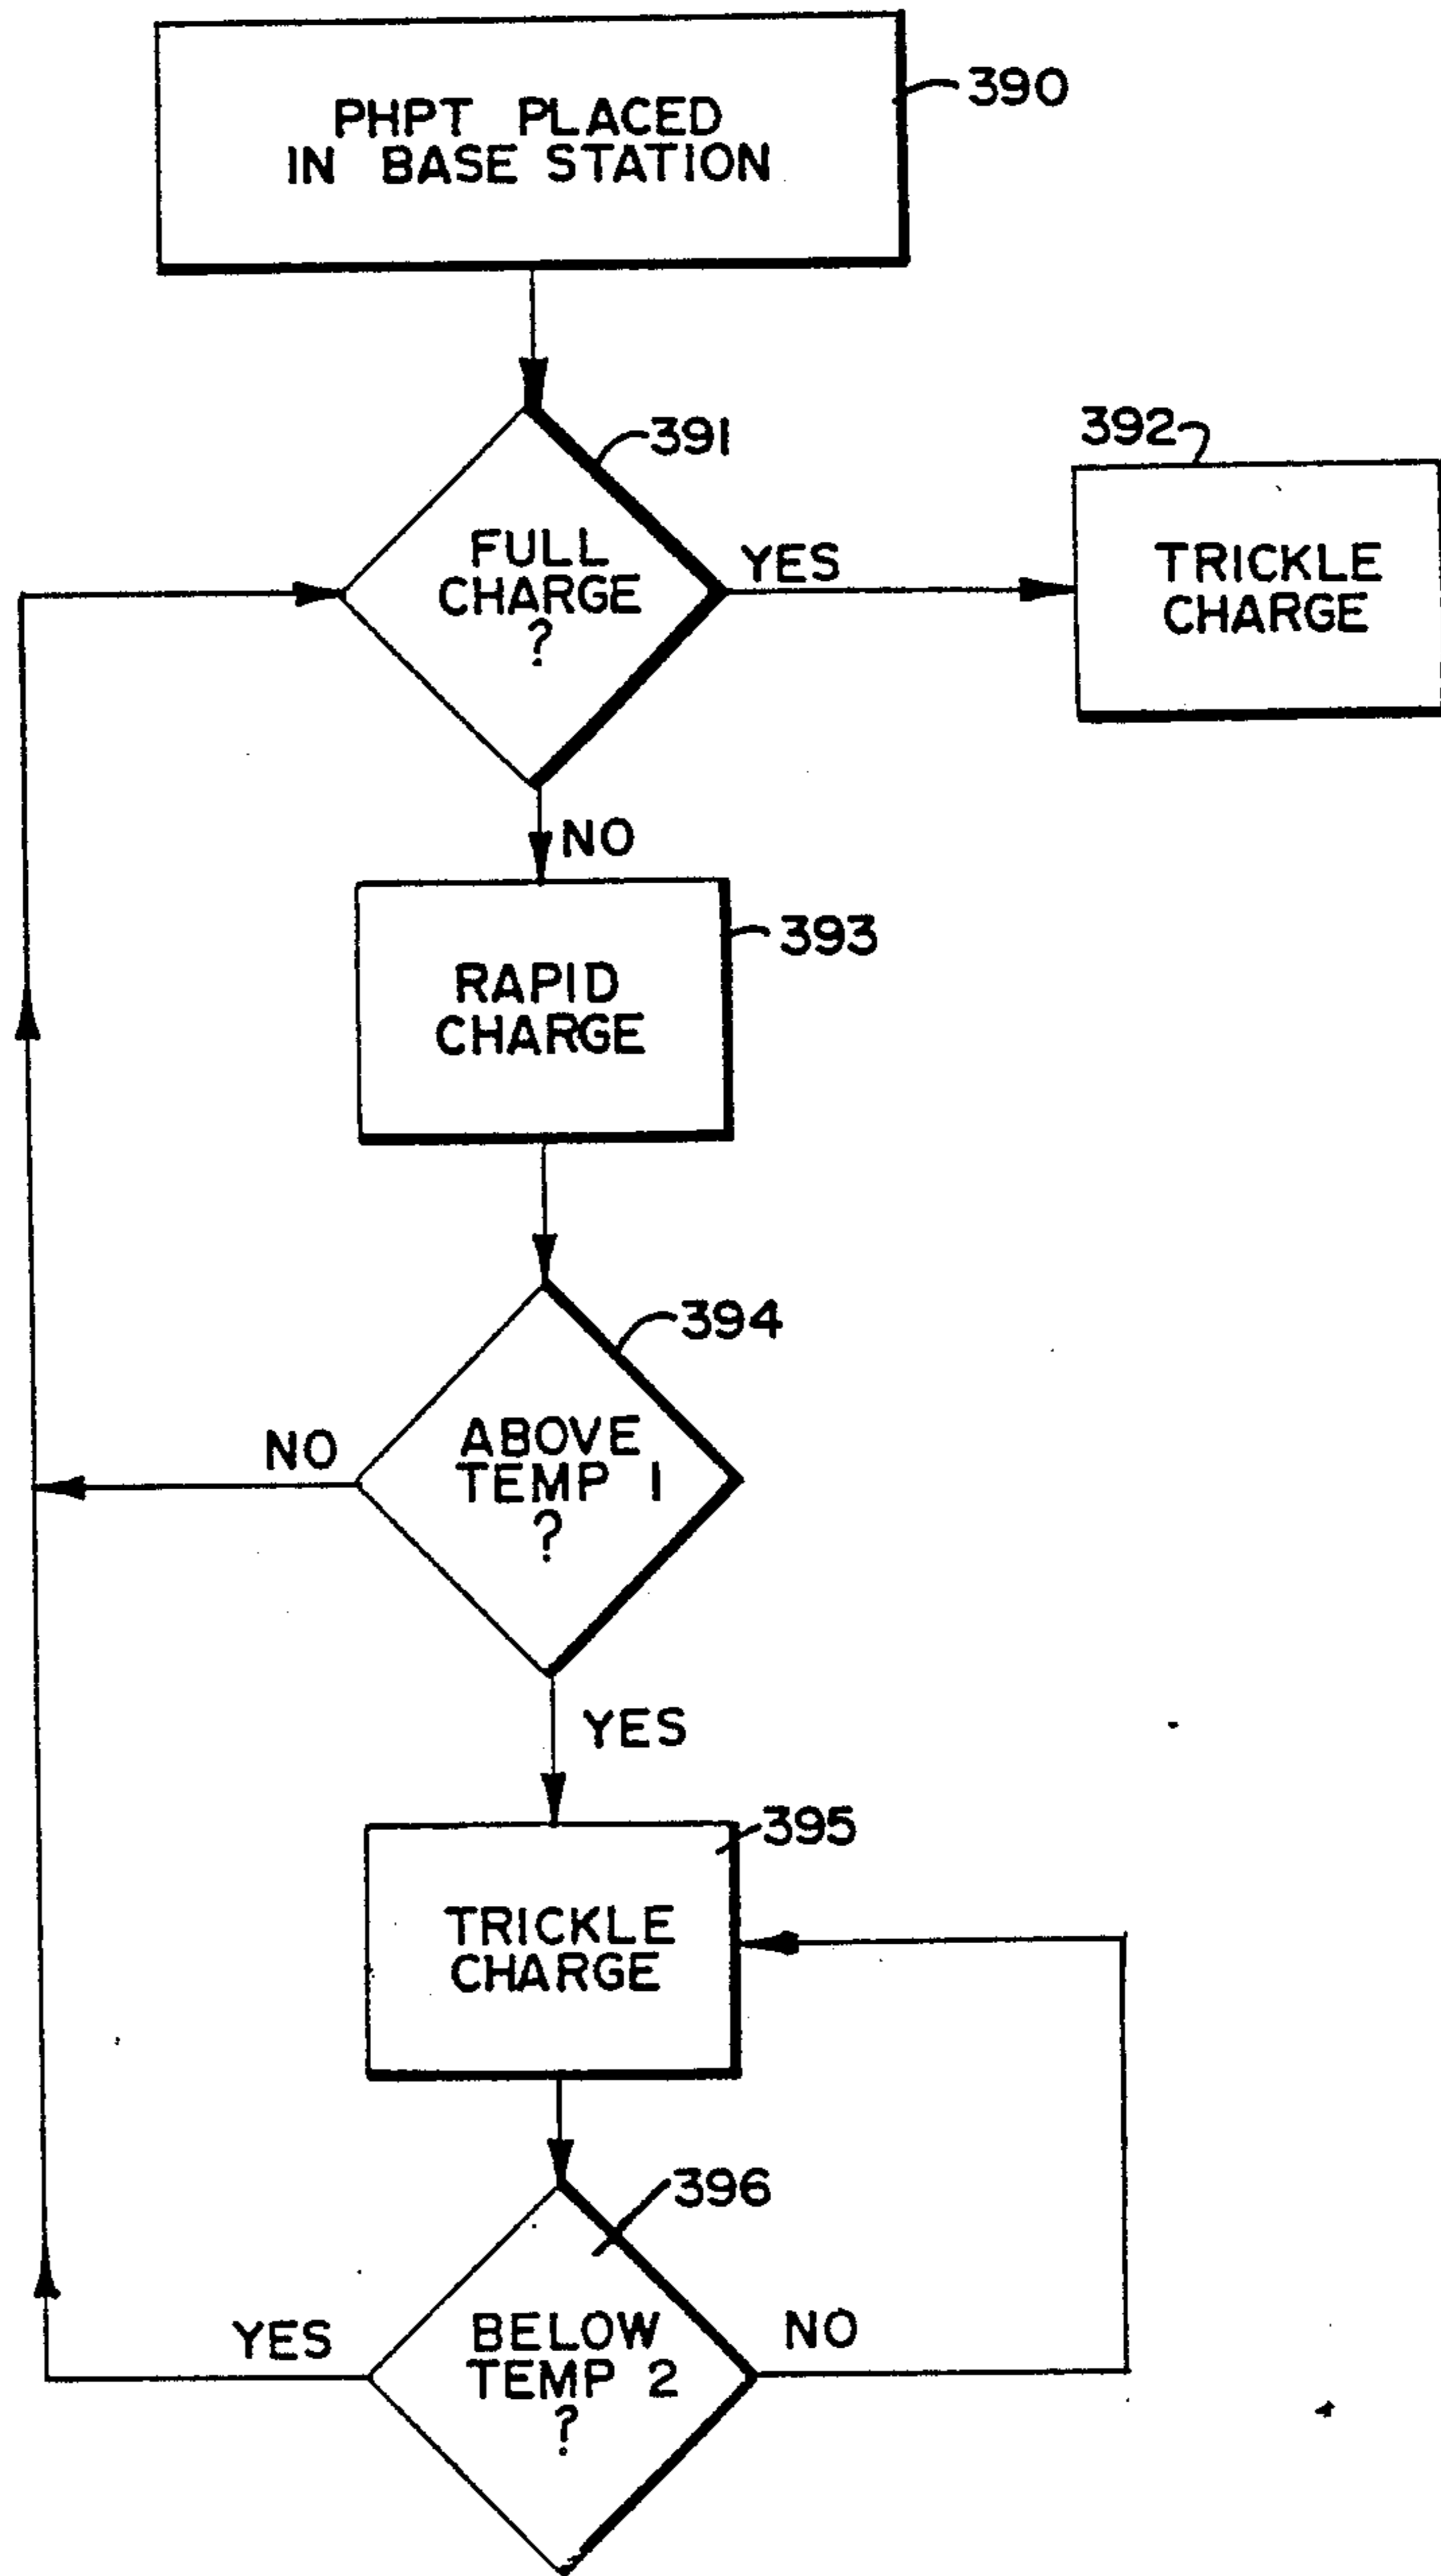 PHPT PLACED
IN BASE STATION
390
391
FULL
CHARGE
?
YES
392
TRICKLE
CHARGE
NO
RAPID
CHARGE
393
394
ABOVE
TEMP 1
?
NO
YES
395
TRICKLE
CHARGE
396
BELOW
TEMP 2
?
YES
NO